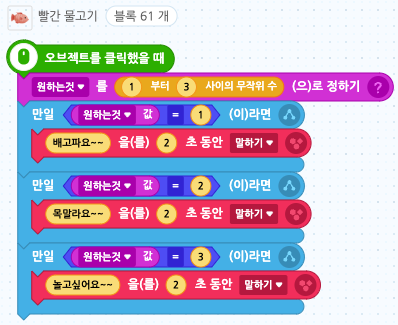 빨간 물고기 블록 61 개
오브젝트를 클릭했을 때
원하는것 를 1 부터 3 사이의 무작위 수 (으)로 정하기 ?
만일 원하는것 값 = 1 (이)라면
배고파요~~ 을(를) 2 초 동안 말하기
만일 원하는것 값 = 2 (이)라면
목말라요~~ 을(를) 2 초 동안 말하기
만일 원하는것 값 = 3 (이)라면
놀고싶어요~~ 을(를) 2 초 동안 말하기